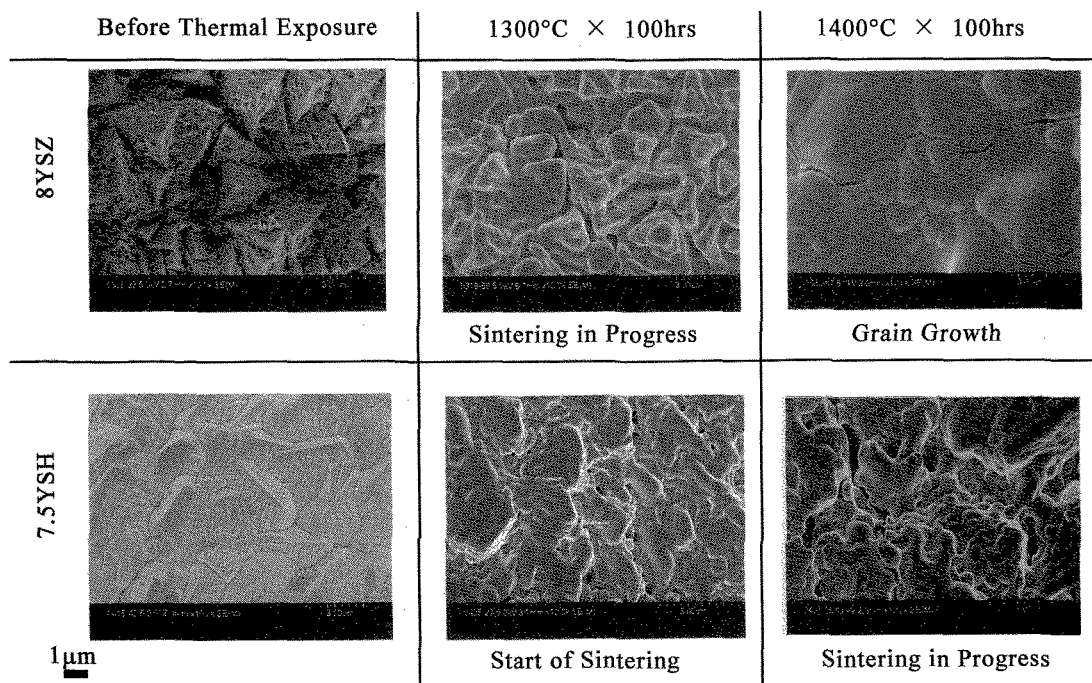 Before Thermal Exposure
1300°C × 100hrs
1400°C × 100hrs
8YSZ
Sintering in Progress
Grain Growth
7.5YSH
Start of Sintering
Sintering in Progress
1μm